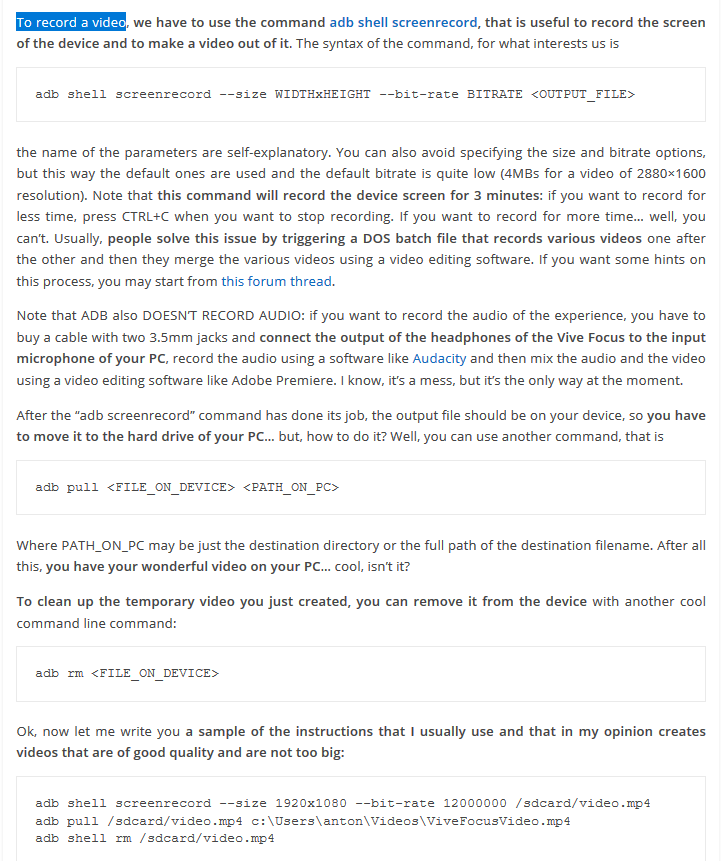 To record a video, we have to use the command adb shell screenrecord, that is useful to record the screen
of the device and to make a video out of it. The syntax of the command, for what interests us is
adb shell screenrecord --size WIDTHxHEIGHT --bit-rate BITRATE <OUTPUT_FILE>
the name of the parameters are self-explanatory. You can also avoid specifying the size and bitrate options,
but this way the default ones are used and the default bitrate is quite low (4MBs for a video of 2880×1600
resolution). Note that this command will record the device screen for 3 minutes: if you want to record for
less time, press CTRL+C when you want to stop recording. If you want to record for more time... well, you
can't. Usually, people solve this issue by triggering a DOS batch file that records various videos one after
the other and then they merge the various videos using a video editing software. If you want some hints on
this process, you may start from this forum thread.
Note that ADB also DOESN'T RECORD AUDIO: if you want to record the audio of the experience, you have to
buy a cable with two 3.5mm jacks and connect the output of the headphones of the Vive Focus to the input
microphone of your PC, record the audio using a software like Audacity and then mix the audio and the video
using a video editing software like Adobe Premiere. I know, it's a mess, but it's the only way at the moment.
After the “adb screenrecord” command has done its job, the output file should be on your device, so you have
to move it to the hard drive of your PC... but, how to do it? Well, you can use another command, that is
adb pull <FILE_ON_DEVICE> <PATH_ON_PC>
Where PATH_ON_PC may be just the destination directory or the full path of the destination filename. After all
this, you have your wonderful video on your PC... cool, isn't it?
To clean up the temporary video you just created, you can remove it from the device with another cool
command line command:
adb rm <FILE_ON_DEVICE>
Ok, now let me write you a sample of the instructions that I usually use and that in my opinion creates
videos that are of good quality and are not too big:
adb shell screenrecord --size 1920x1080 --bit-rate 12000000 /sdcard/video.mp4
adb pull /sdcard/video.mp4 c:\Users\anton\Videos\ViveFocusVideo.mp4
adb shell rm /sdcard/video.mp4